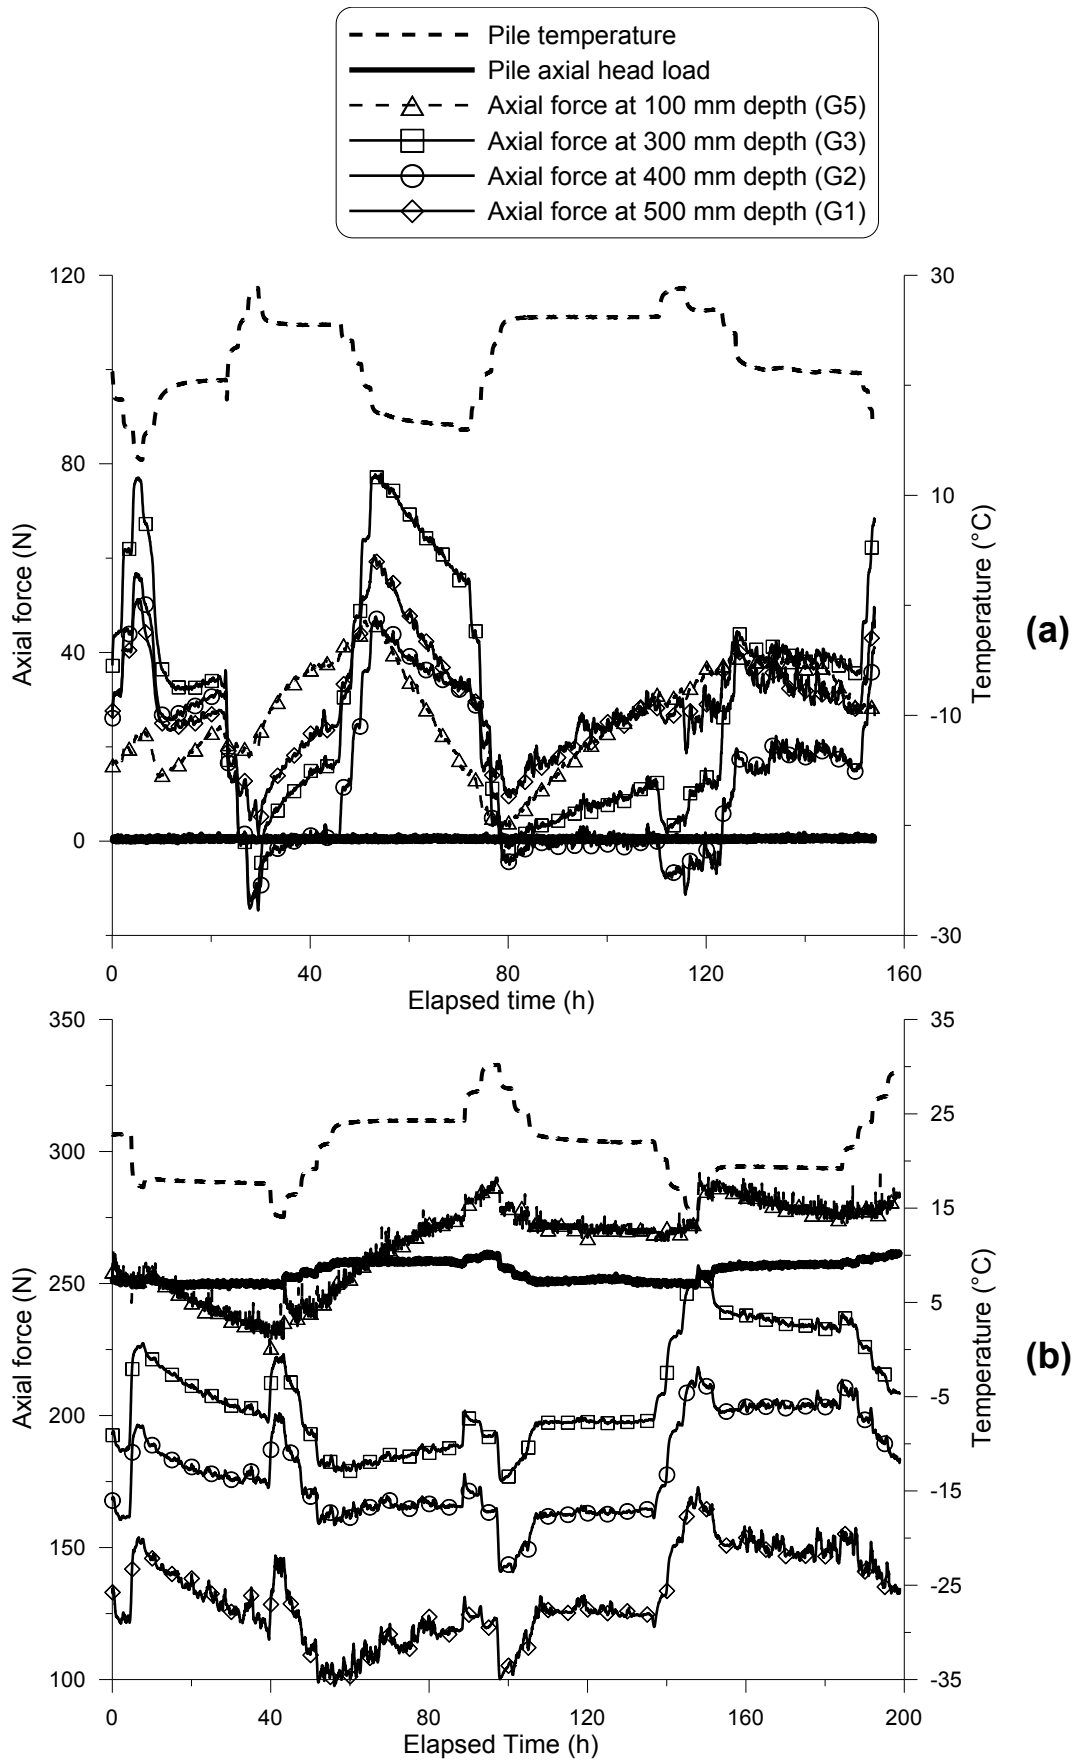 Pile temperature
Pile axial head load
Axial force at 100 mm depth (G5)
Axial force at 300 mm depth (G3)
Axial force at 400 mm depth (G2)
Axial force at 500 mm depth (G1)
120 30
80 10
Axial force (N) Temperature (°C) (a)
40 -10
0
-30
0 40 80 120 160
Elapsed time (h)
350 35
300 25
15
250 5
Axial force (N) Temperature (°C) (b)
200 -5
-15
150 -25
100 -35
0 40 80 120 160 200
Elapsed Time (h)